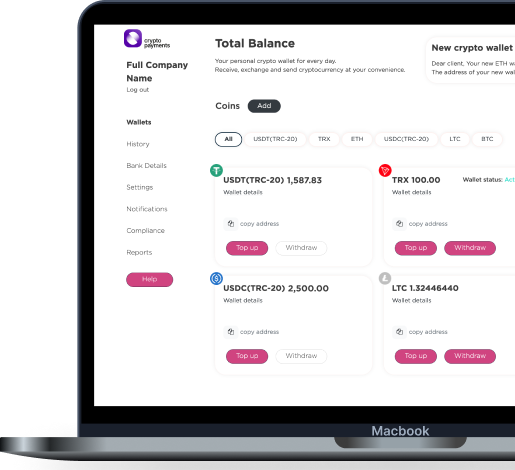 crypto
payments
Full Company
Name
Log out
Wallets
History
Bank Details
Settings
Notifications
Compliance
Reports
Help
Total Balance
Your personal crypto wallet for every day.
Receive, exchange and send cryptocurrency at your convenience.
New crypto wallet
Dear client, Your new ETH
The address of your new
Coins
Add
All USDT(TRC-20) TRX ETH USDC(TRC-20) LTC BTC
USDT(TRC-20) 1,587.83
Wallet details
copy address
Top up Withdraw
TRX 100.00 Wallet status:
Wallet details
copy address
Top up Withdraw
USDC(TRC-20) 2,500.00
Wallet details
copy address
Top up Withdraw
LTC 1.32446440
Wallet details
copy address
Top up Withdraw
Macbook